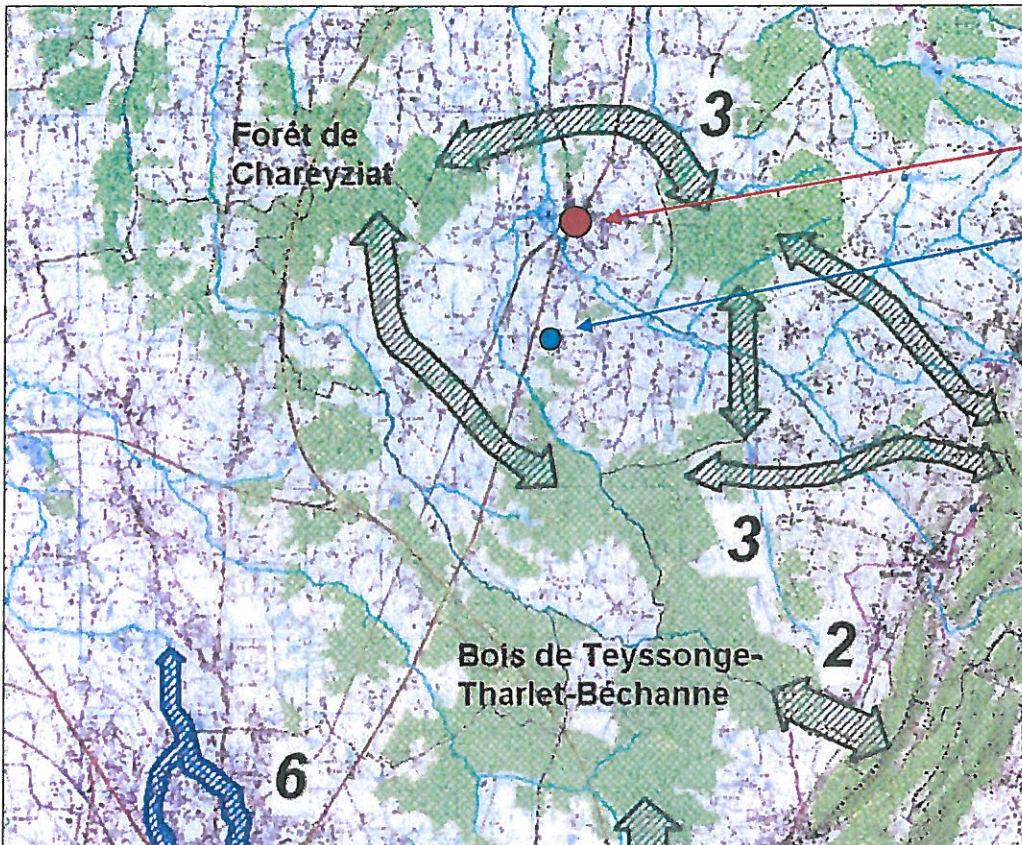 3
Forêt de
Chareyziat
3
2
Bois de Teyssonge-
Tharlet-Béchanne
6